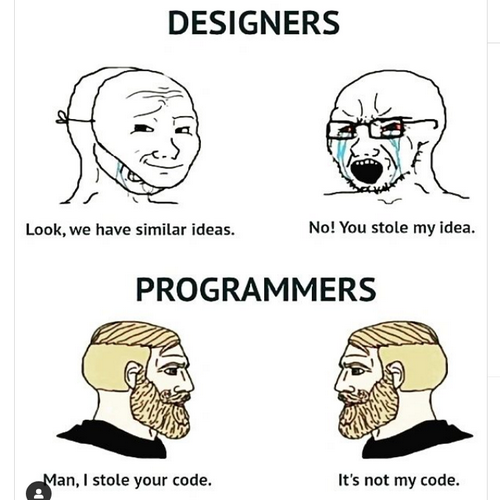 DESIGNERS
Look, we have similar ideas.
No! You stole my idea.
PROGRAMMERS
Man, I stole your code.
It's not my code.